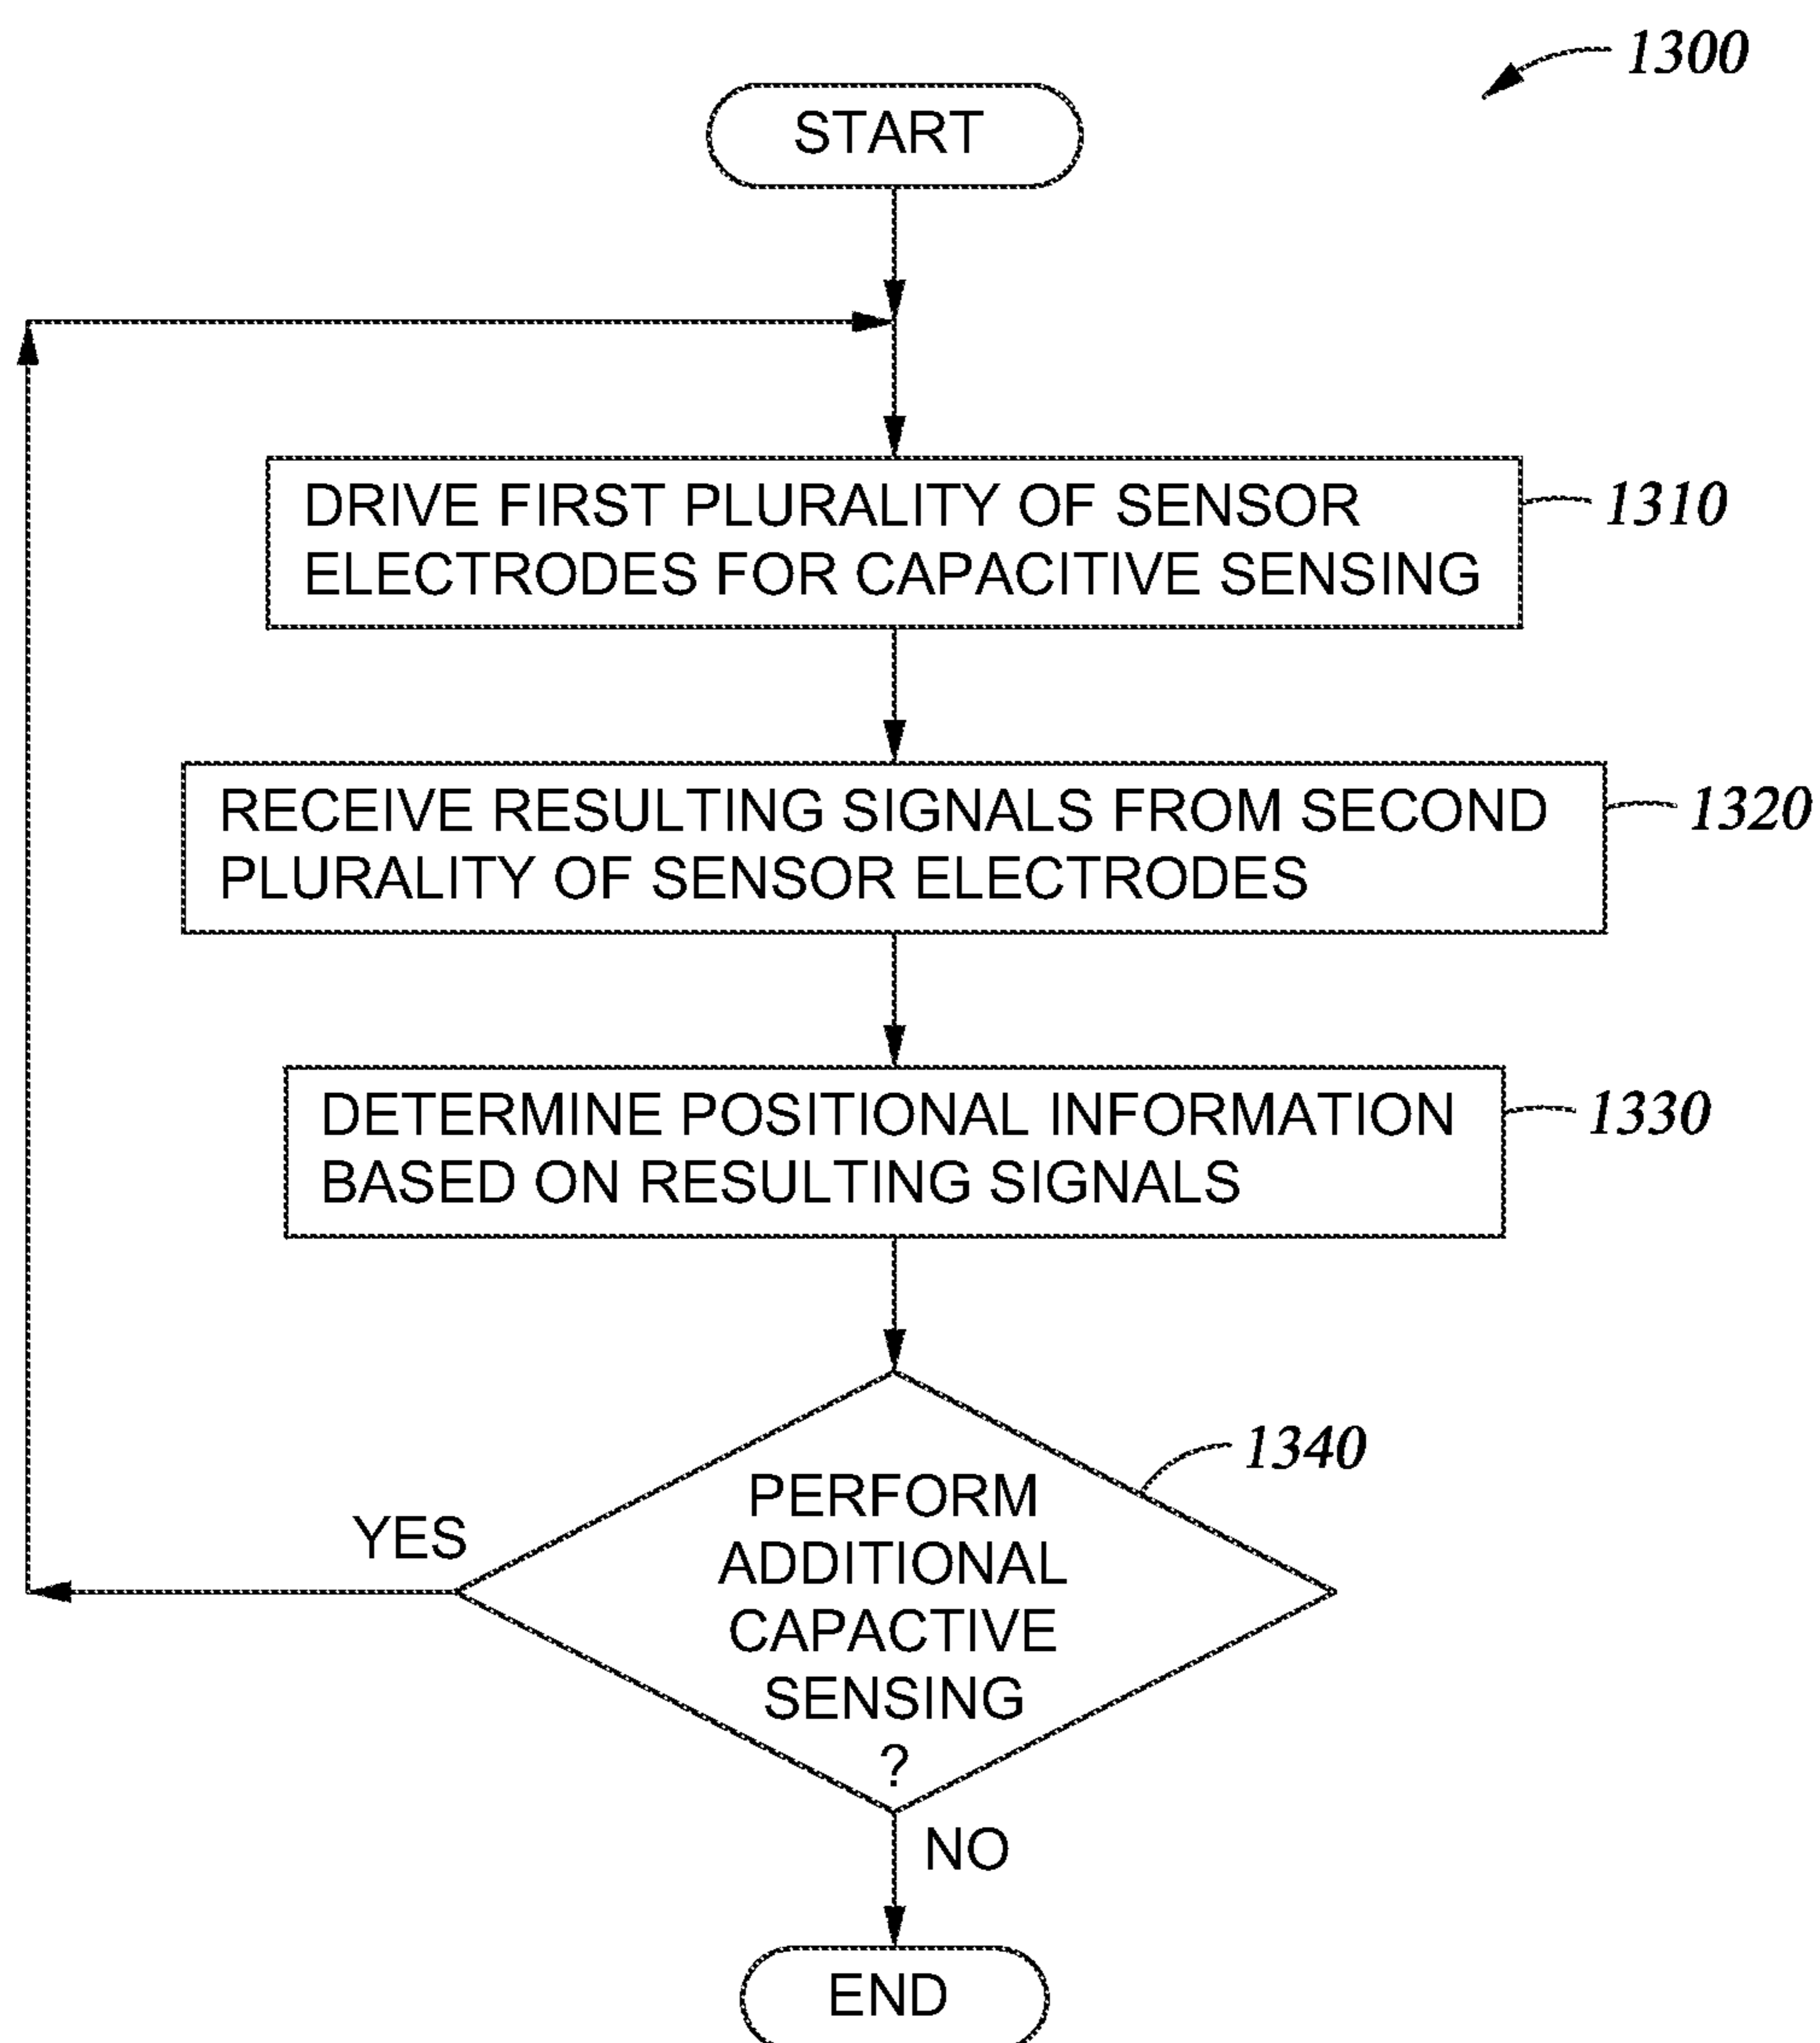 1300
START
DRIVE FIRST PLURALITY OF SENSOR
ELECTRODES FOR CAPACITIVE SENSING
1310
RECEIVE RESULTING SIGNALS FROM SECOND
PLURALITY OF SENSOR ELECTRODES
1320
DETERMINE POSITIONAL INFORMATION
BASED ON RESULTING SIGNALS
1330
1340
PERFORM
ADDITIONAL
CAPACTIVE
SENSING
?
YES
NO
END